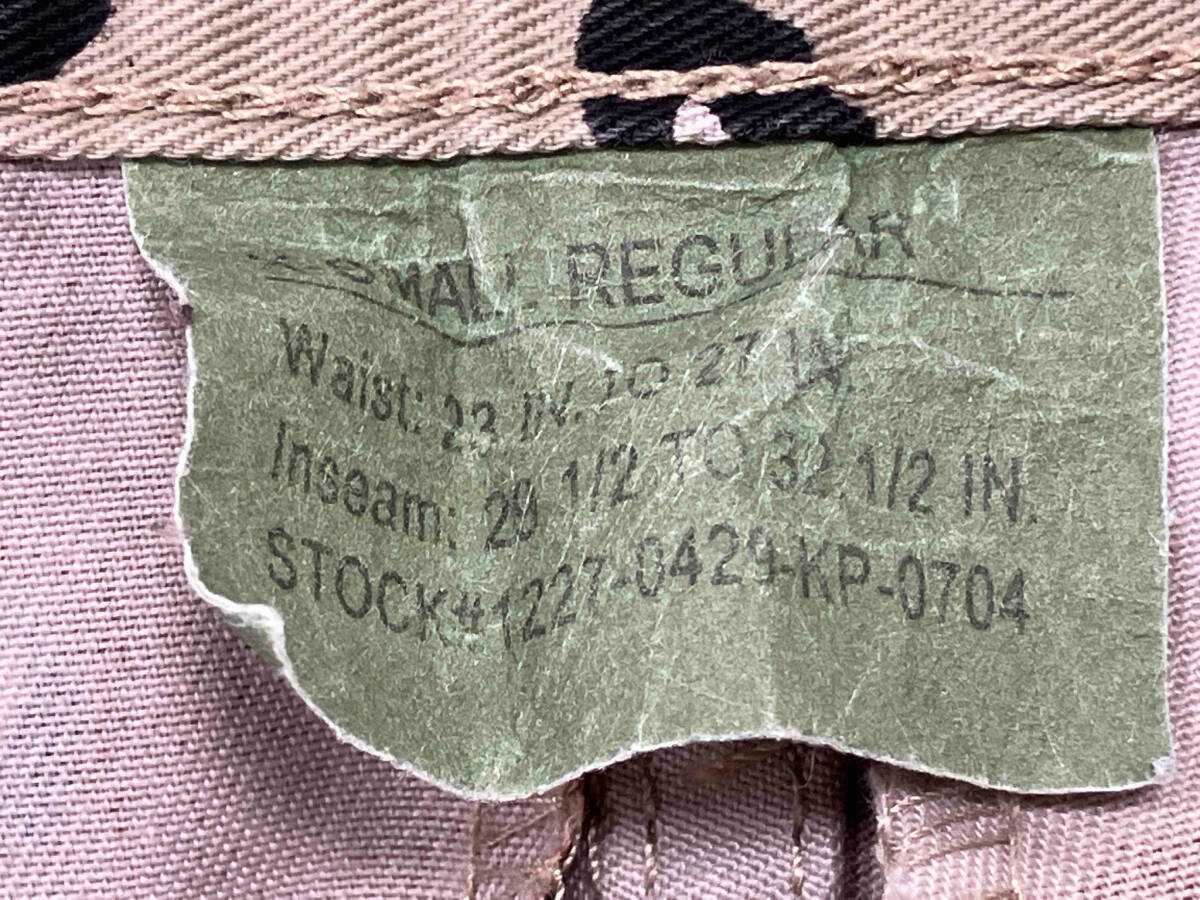 X-SMALL REGULAR
Waist: 23 IN. TO 27 IN.
Inseam: 29 1/2 TO 32 1/2 IN.
STOCK#1227-0429-KP-0704